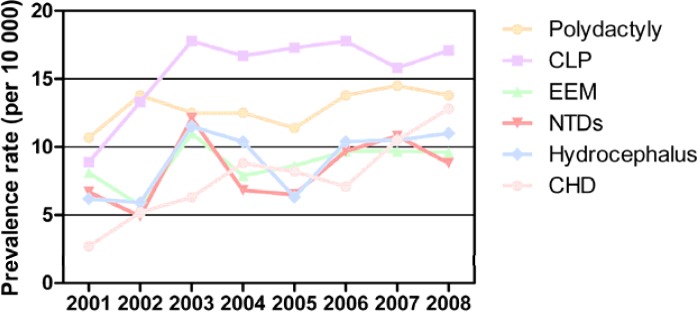 Prevalence rate (per 10 000)
20
15
10
5
0
2001 2002 2003 2004 2005 2006 2007 2008
Polydactyly
CLP
EEM
NTDs
Hydrocephalus
CHD